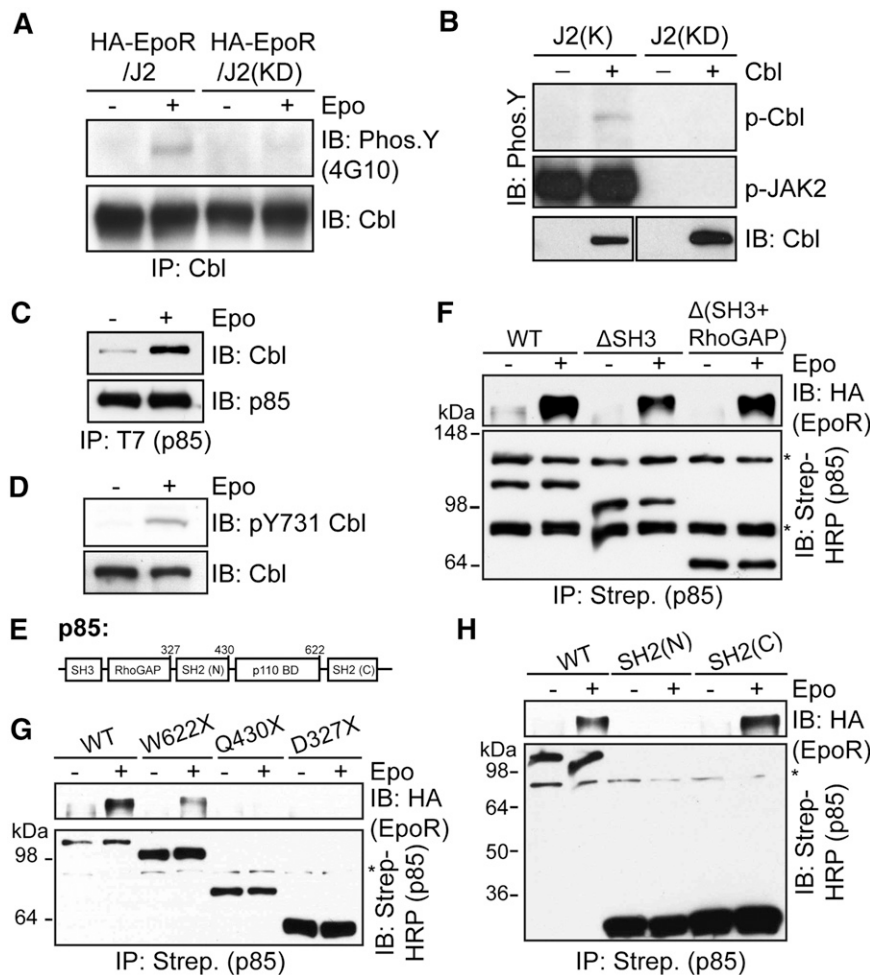 A
HA-EpoR HA-EpoR
/J2 /J2(KD)
- + - + Epo
IB: Phos.Y
(4G10)
IB: Cbl
IP: Cbl
B
J2(K) J2(KD)
– + – + Cbl
IB: Phos.Y
p-Cbl
p-JAK2
IB: Cbl
C
- + Epo
IB: Cbl
IB: p85
IP: T7 (p85)
D
- + Epo
IB: pY731 Cbl
IB: Cbl
E p85:
327 430 622
SH3 RhoGAP SH2 (N) p110 BD SH2 (C)
F
Δ(SH3+
WT ΔSH3 RhoGAP)
- + - + - + Epo
IB: HA
(EpoR)
kDa
148
98
64
*
*
IB: Strep-
HRP (p85)
IP: Strep. (p85)
G
WT W622X Q430X D327X
- + - + - + - + Epo
IB: HA
(EpoR)
kDa
98
64
*
IB: Strep-
HRP (p85)
IP: Strep. (p85)
H
WT SH2(N) SH2(C)
- + - + - + Epo
IB: HA
(EpoR)
kDa
98
64
50
36
*
IB: Strep-
HRP (p85)
IP: Strep. (p85)